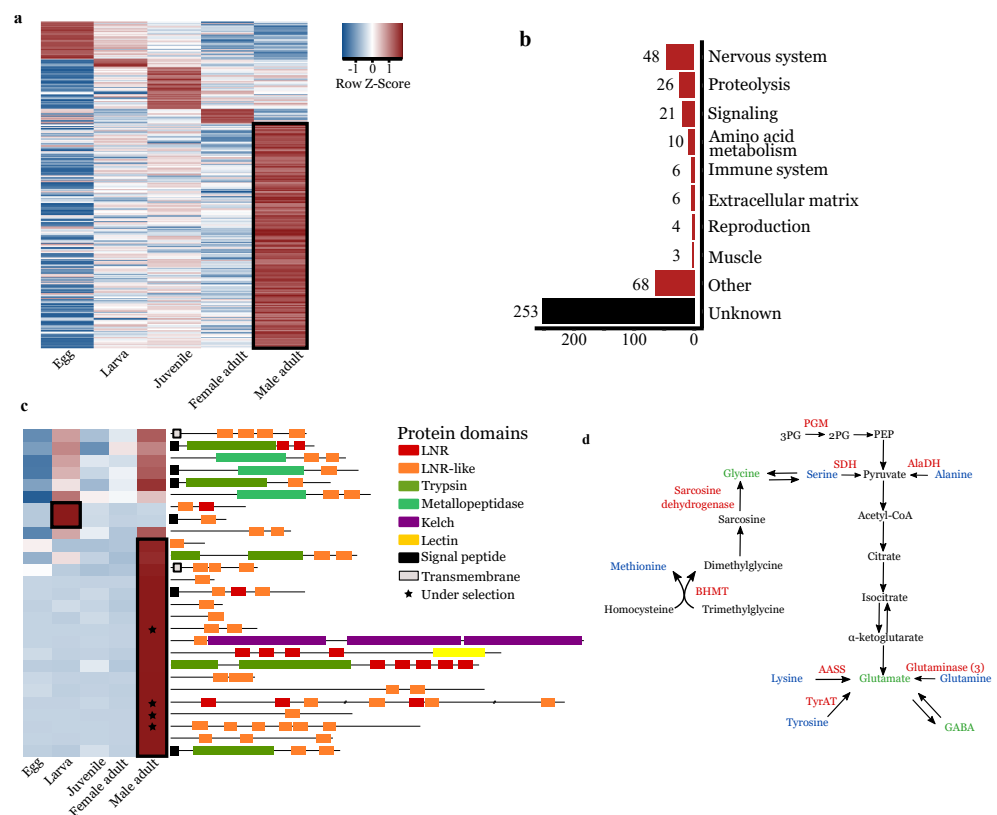 a
-1 0 1
Row Z-Score
Egg
Larva
Juvenile
Female adult
Male adult
b
48 Nervous system
26 Proteolysis
21 Signaling
10 Amino acid
metabolism
6 Immune system
6 Extracellular matrix
4 Reproduction
3 Muscle
68 Other
253 Unknown
200 100 0
c
Protein domains
LNR
LNR-like
Trypsin
Metallopeptidase
Kelch
Lectin
Signal peptide
Transmembrane
Under selection
Egg
Larva
Juvenile
Female adult
Male adult
d
PGM
3PG 2PG PEP
Glycine Serine SDH Pyruvate AlaDH Alanine
Sarcosine
dehydrogenase
Sarcosine
Acetyl-CoA
Citrate
Methionine
Dimethylglycine
BHMT
Homocysteine Trimethylglycine
Isocitrate
α-ketoglutarate
Lysine AASS Glutamate Glutaminase (3) Glutamine
TyrAT
Tyrosine
GABA